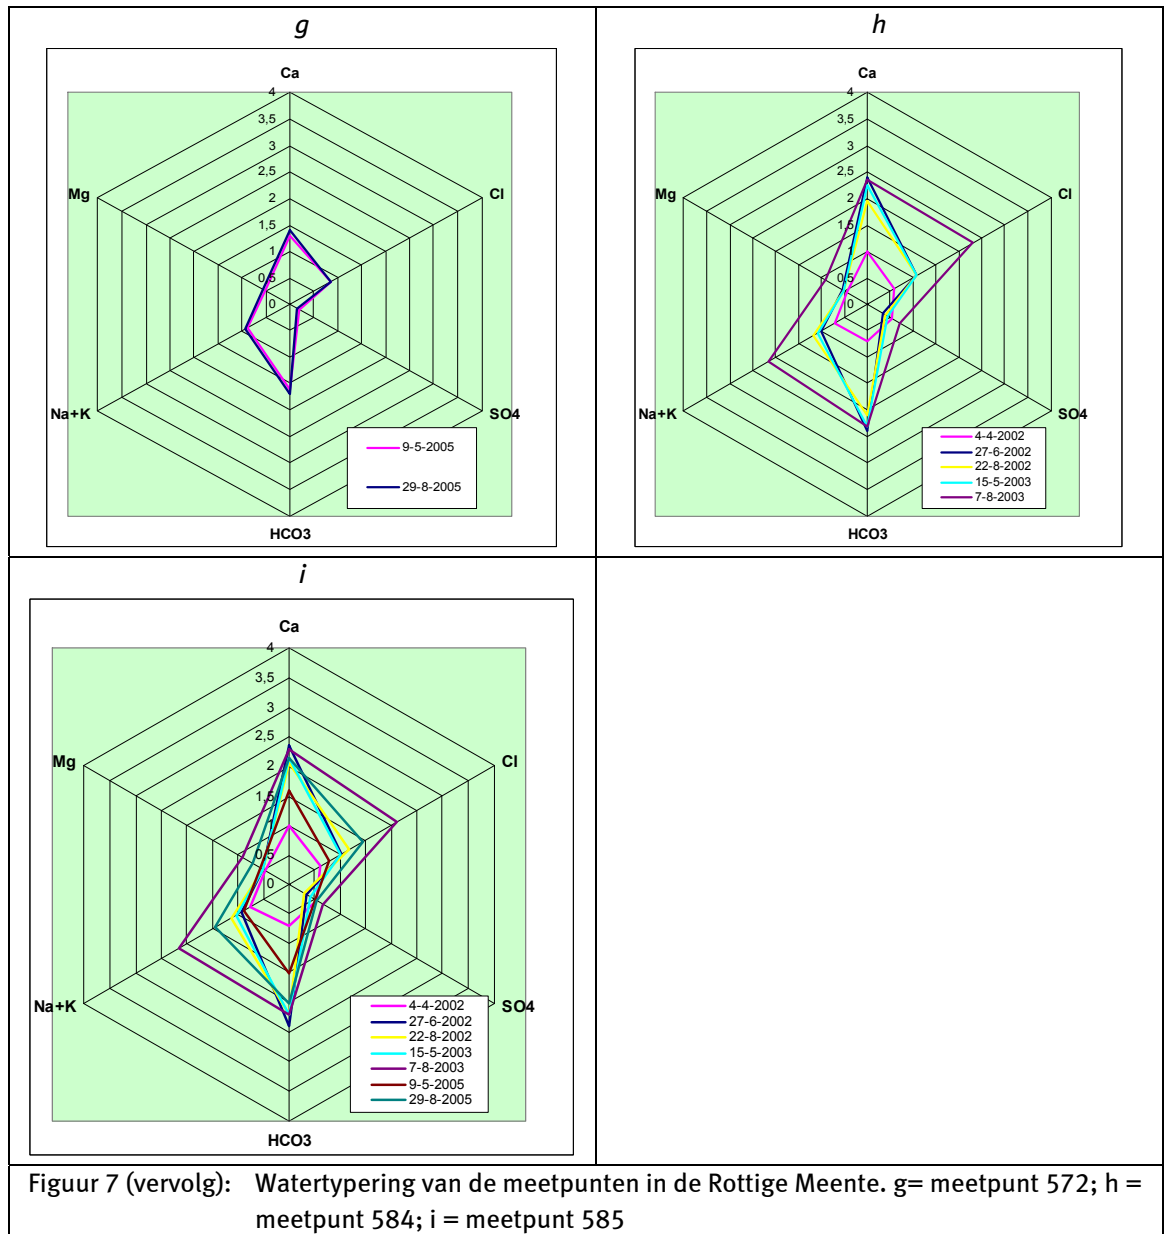 g
Ca
4
3,5
3
2,5
2
1,5
1
0,5
0
Mg
Cl
Na+K
SO4
HCO3
9-5-2005
29-8-2005
h
Ca
4
3,5
3
2,5
2
1,5
1
0,5
0
Mg
Cl
Na+K
SO4
HCO3
4-4-2002
27-6-2002
22-8-2002
15-5-2003
7-8-2003
i
Ca
4
3,5
3
2,5
2
1,5
1
0,5
0
Mg
Cl
Na+K
SO4
HCO3
4-4-2002
27-6-2002
22-8-2002
15-5-2003
7-8-2003
9-5-2005
29-8-2005
Figuur 7 (vervolg): Watertypering van de meetpunten in de Rottige Meente. g= meetpunt 572; h =
meetpunt 584; i = meetpunt 585